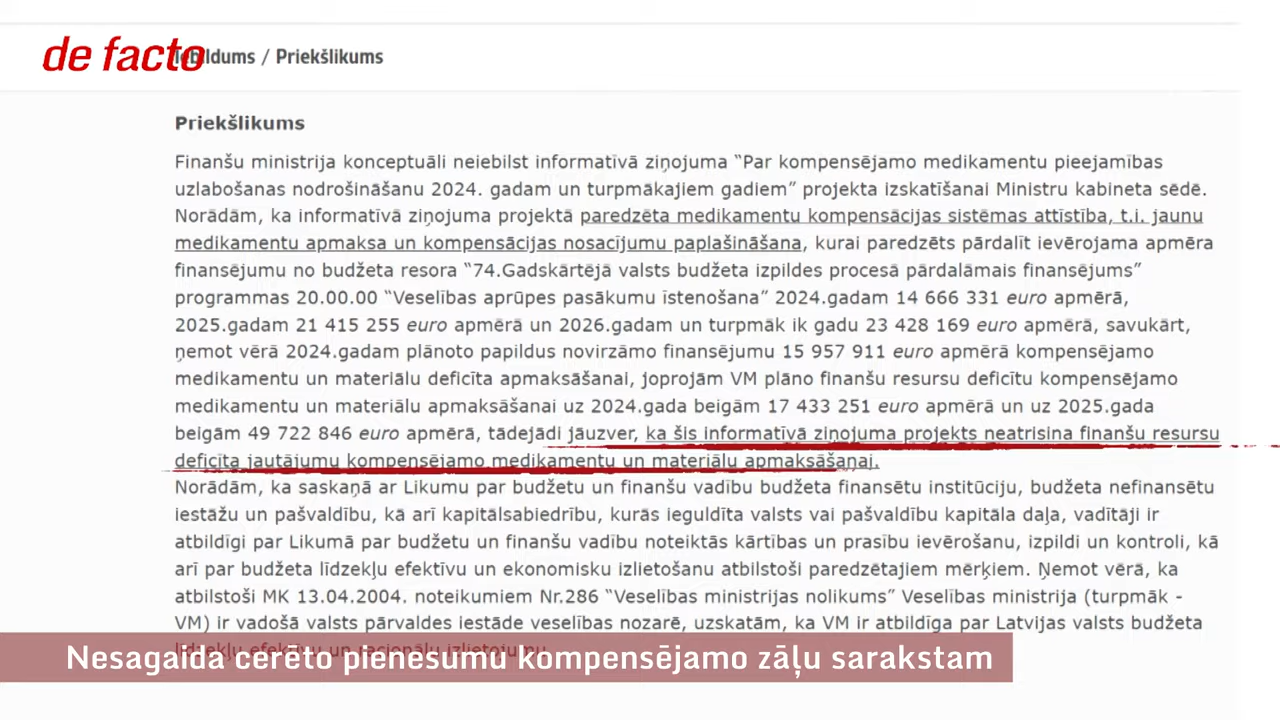 de facto
Iebildums / Priekšlikums
Priekšlikums
Finanšu ministrija konceptuāli neiebilst informatīvā ziņojuma “Par kompensējamo medikamentu pieejamības
uzlabošanas nodrošināšanu 2024. gadam un turpmākajiem gadiem” projekta izskatīšanai Ministru kabineta sēdē.
Norādām, ka informatīvā ziņojuma projektā paredzēta medikamentu kompensācijas sistēmas attīstība, t.i. jaunu
medikamentu apmaksa un kompensācijas nosacījumu paplašināšana, kurai paredzēts pārdalīt ievērojama apmēra
finansējumu no budžeta resora “74.Gadskārtējā valsts budžeta izpildes procesā pārdalāmais finansējums”
programmas 20.00.00 “Veselības aprūpes pasākumu īstenošana” 2024.gadam 14 666 331 euro apmērā,
2025.gadam 21 415 255 euro apmērā un 2026.gadam un turpmāk ik gadu 23 428 169 euro apmērā, savukārt,
ņemot vērā 2024.gadam plānoto papildus novirzāmo finansējumu 15 957 911 euro apmērā kompensējamo
medikamentu un materiālu deficīta apmaksāšanai, joprojām VM plāno finanšu resursu deficītu kompensējamo
medikamentu un materiālu apmaksāšanai uz 2024.gada beigām 17 433 251 euro apmērā un uz 2025.gada
beigām 49 722 846 euro apmērā, tādejādi jāuzver, ka šis informatīvā ziņojuma projekts neatrisina finanšu resursu
deficīta jautājumu kompensējamo medikamentu un materiālu apmaksāšanai.
Norādām, ka saskaņā ar Likumu par budžetu un finanšu vadību budžeta finansētu institūciju, budžeta nefinansētu
iestāžu un pašvaldību, kā arī kapitālsabiedrību, kurās ieguldīta valsts vai pašvaldību kapitāla daļa, vadītāji ir
atbildīgi par Likumā par budžetu un finanšu vadību noteiktās kārtības un prasību ievērošanu, izpildi un kontroli, kā
arī par budžeta līdzekļu efektīvu un ekonomisku izlietošanu atbilstoši paredzētajiem mērķiem. Ņemot vērā, ka
atbilstoši MK 13.04.2004. noteikumiem Nr.286 “Veselības ministrijas nolikums” Veselības ministrija (turpmāk -
VM) ir vadošā valsts pārvaldes iestāde veselības nozarē, uzskatām, ka VM ir atbildīga par Latvijas valsts budžeta
līdzekļu efektīvu un racionālu izlietojumu.
Nesagaida cerēto pienesumu kompensējamo zāļu sarakstam